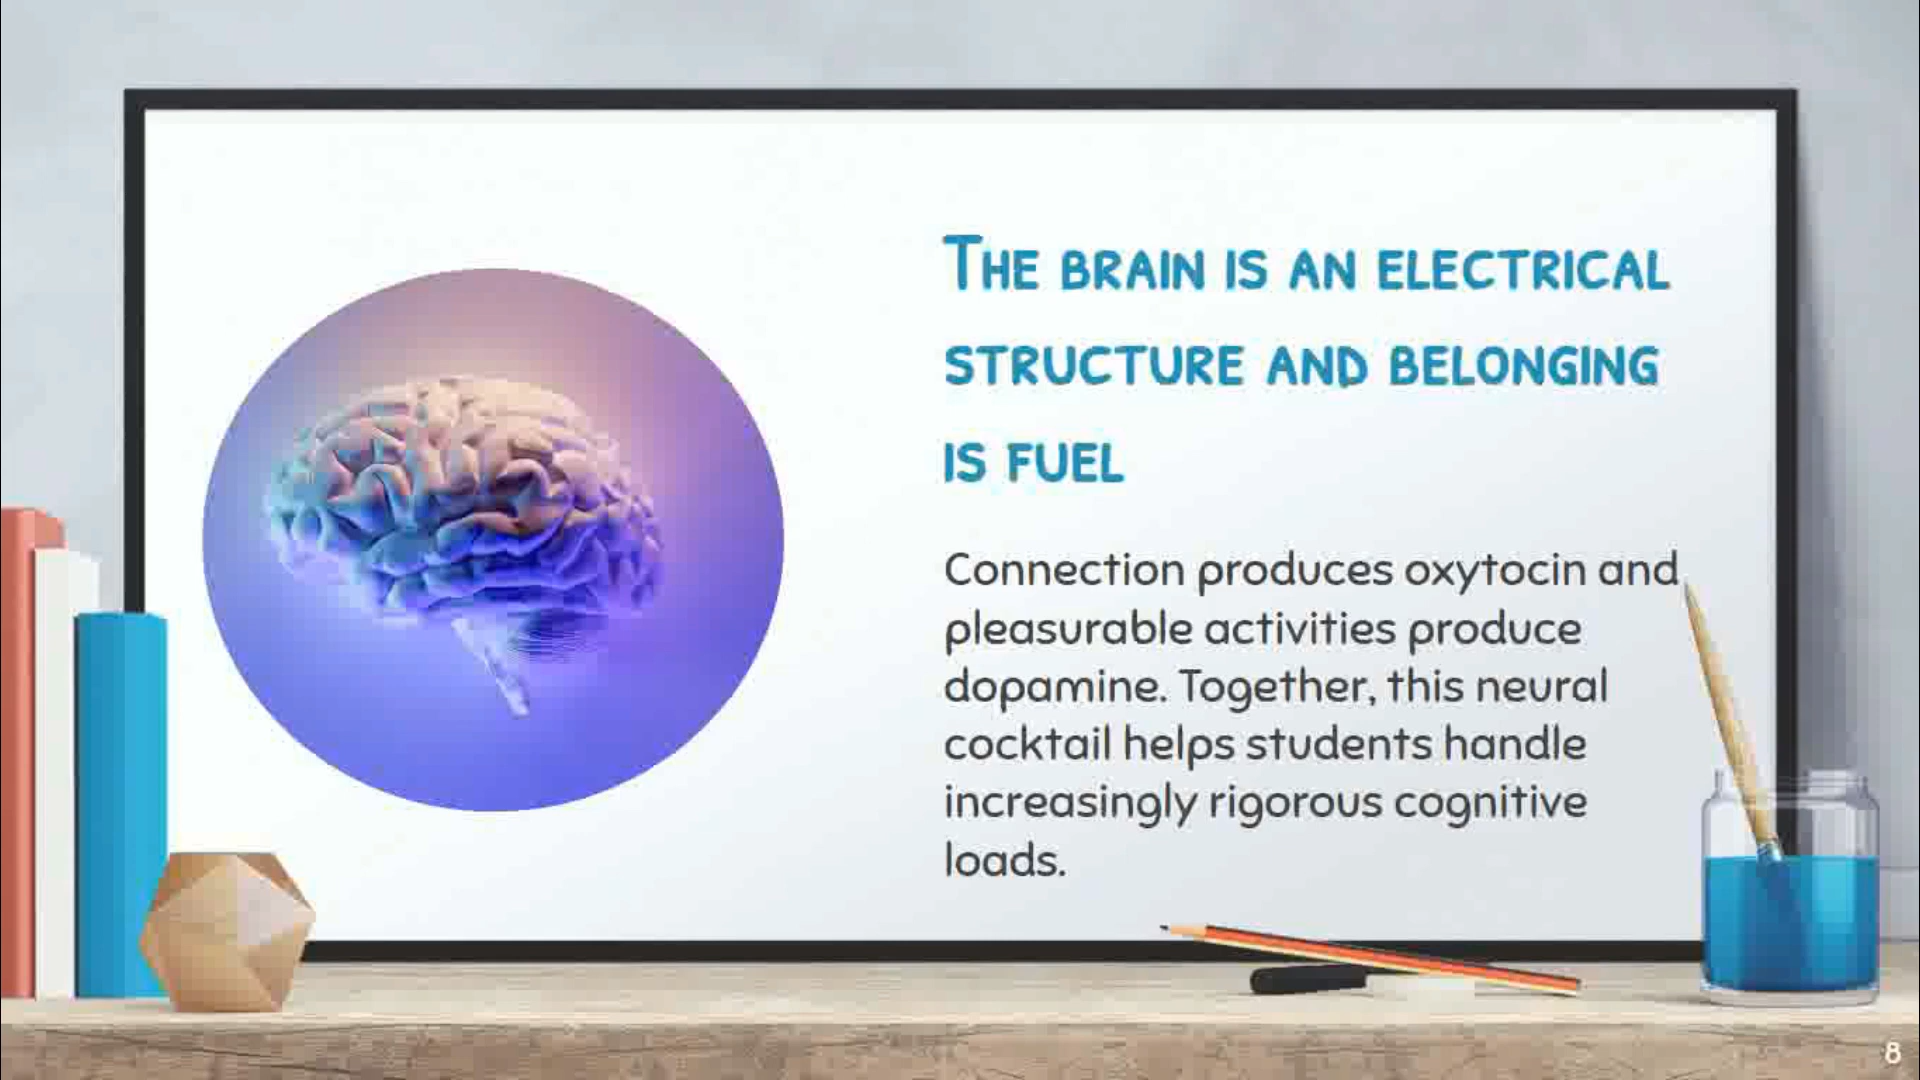 The brain is an electrical
structure and belonging
is fuel
Connection produces oxytocin and
pleasurable activities produce
dopamine. Together, this neural
cocktail helps students handle
increasingly rigorous cognitive
loads.
8